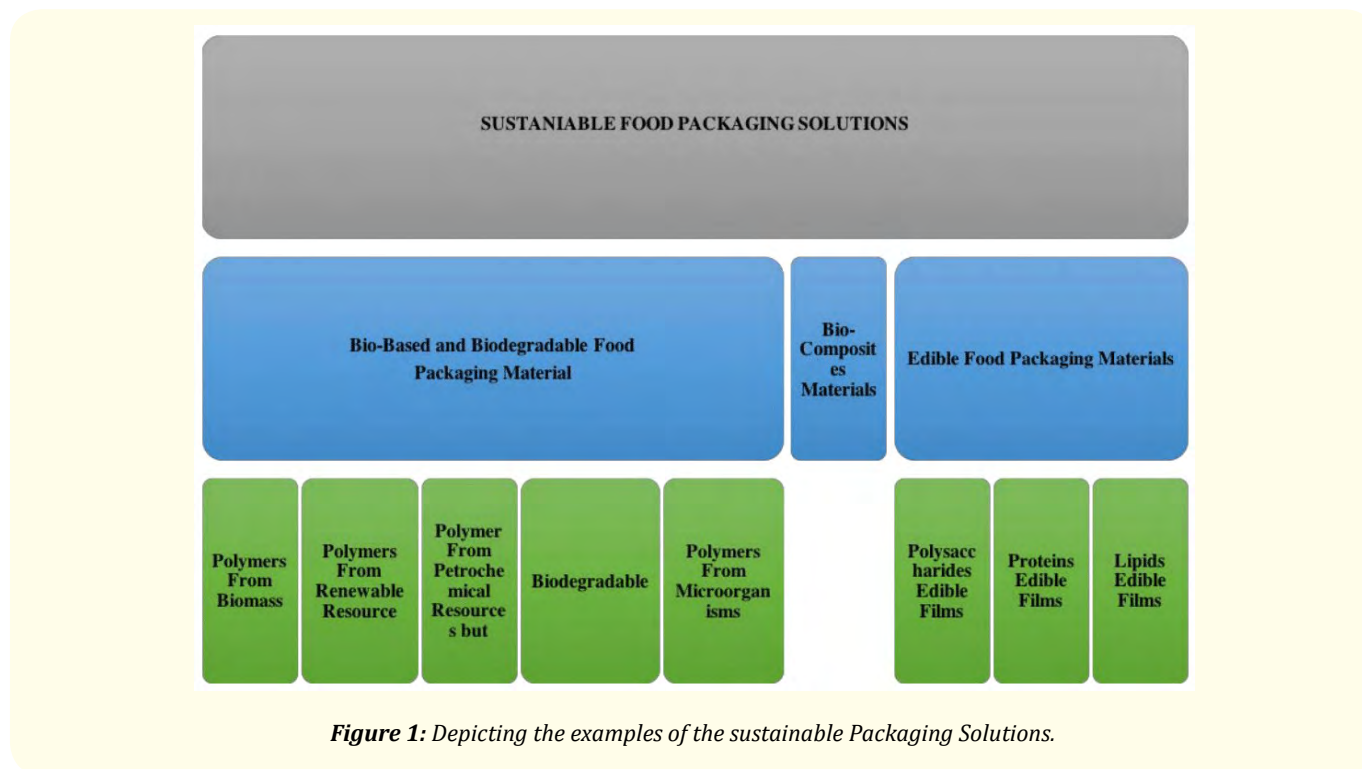 SUSTANIABLE FOOD PACKAGING SOLUTIONS
Bio-Based and Biodegradable Food
Packaging Material
Bio-
Composit
es
Materials
Edible Food Packaging Materials
Polymers
From
Biomass
Polymers
From
Renewable
Resource
Polymer
From
Petroche
mical
Resource
s but
Biodegradable
Polymers
From
Microorgan
isms
Polysacc
harides
Edible
Films
Proteins
Edible
Films
Lipids
Edible
Films
Figure 1: Depicting the examples of the sustainable Packaging Solutions.